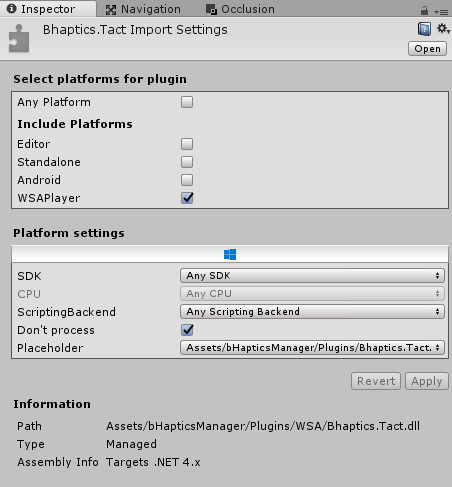 Inspector Navigation Occlusion
Bhaptics.Tact Import Settings
Open
Select platforms for plugin
Any Platform
Include Platforms
Editor
Standalone
Android
WSAPlayer
Platform settings
SDK Any SDK
CPU Any CPU
ScriptingBackend Any Scripting Backend
Don't process
Placeholder Assets/bHapticsManager/Plugins/Bhaptics.Tact.
Revert Apply
Information
Path Assets/bHapticsManager/Plugins/WSA/Bhaptics.Tact.dll
Type Managed
Assembly Info Targets .NET 4.x